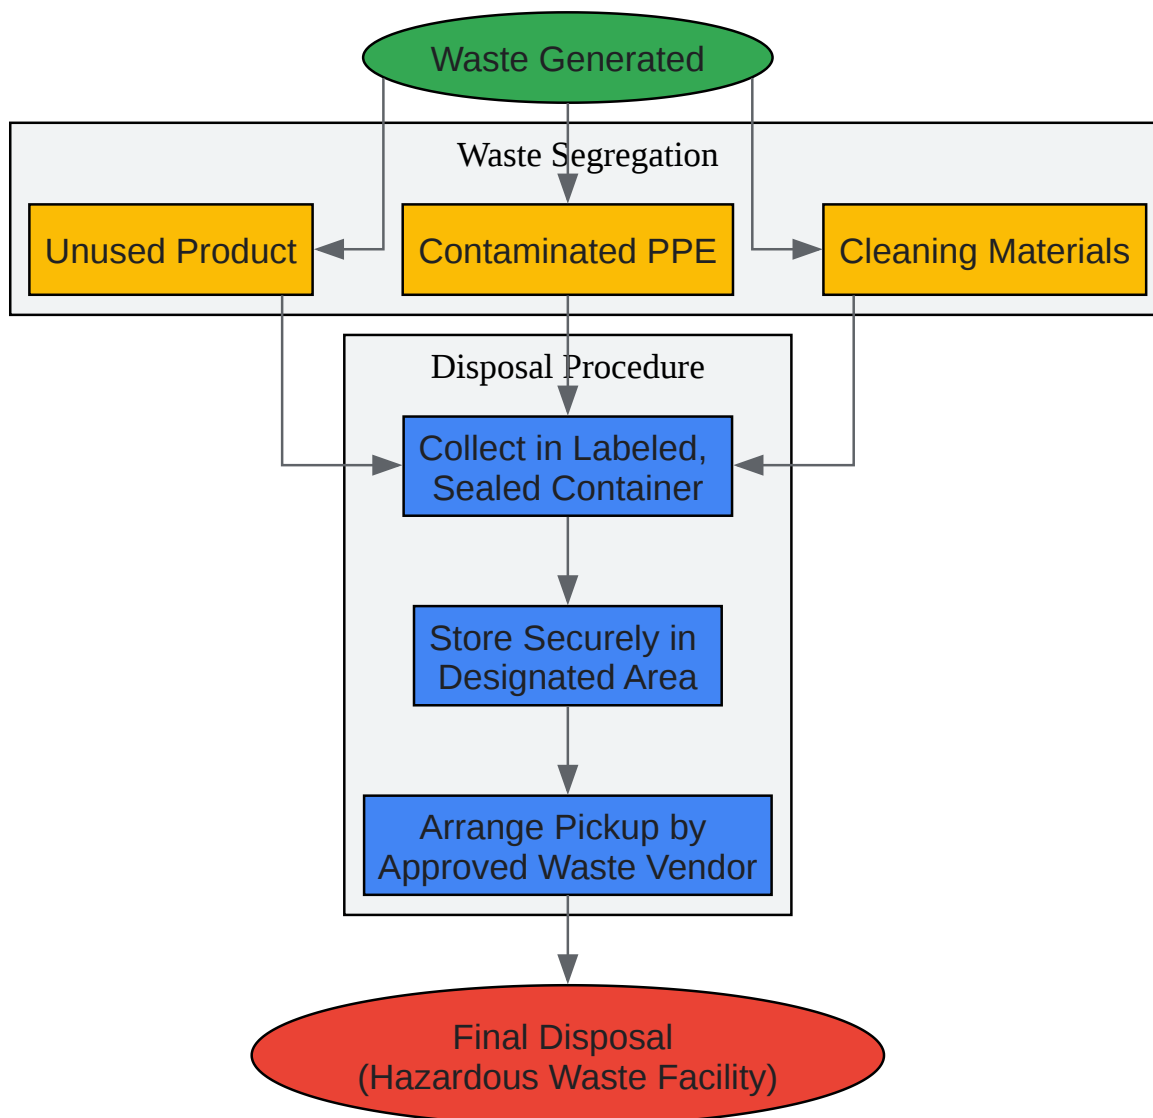 Waste Generated
Waste Segregation
Unused Product
Contaminated PPE
Cleaning Materials
Disposal Procedure
Collect in Labeled,
Sealed Container
Store Securely in
Designated Area
Arrange Pickup by
Approved Waste Vendor
Final Disposal
(Hazardous Waste Facility)